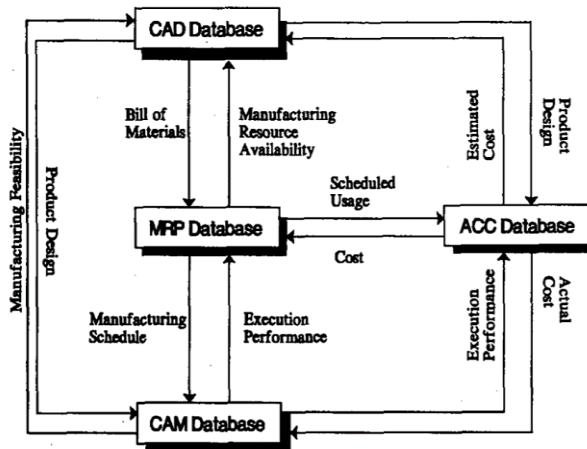 CAD Database
Bill of
Materials
Manufacturing
Resource
Availability
Estimated
Cost
Product
Design
Manufacturing Feasibility
Product Design
Scheduled
Usage
MRP Database
ACC Database
Cost
Manufacturing
Schedule
Execution
Performance
Execution
Performance
Actual
Cost
CAM Database